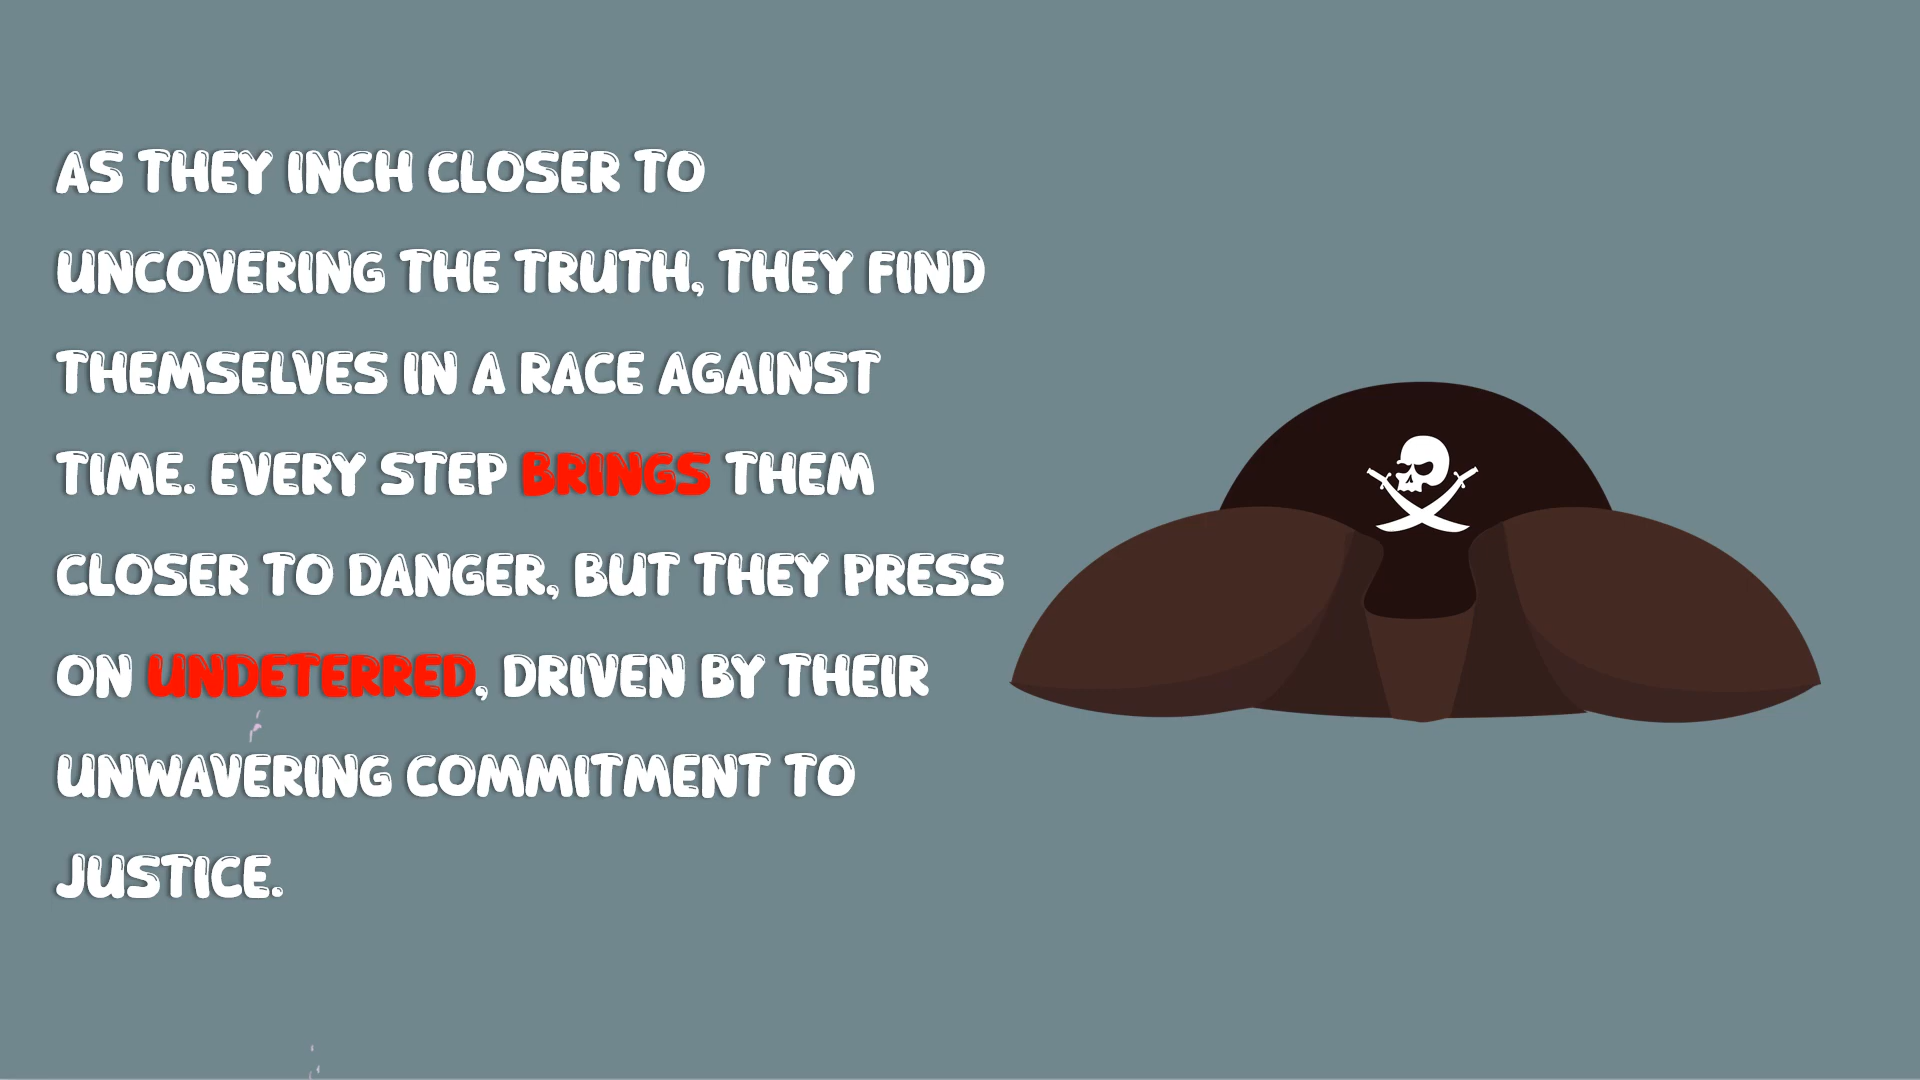 AS THEY INCH CLOSER TO
UNCOVERING THE TRUTH, THEY FIND
THEMSELVES IN A RACE AGAINST
TIME. EVERY STEP BRINGS THEM
CLOSER TO DANGER, BUT THEY PRESS
ON UNDETERRED, DRIVEN BY THEIR
UNWAVERING COMMITMENT TO
JUSTICE.